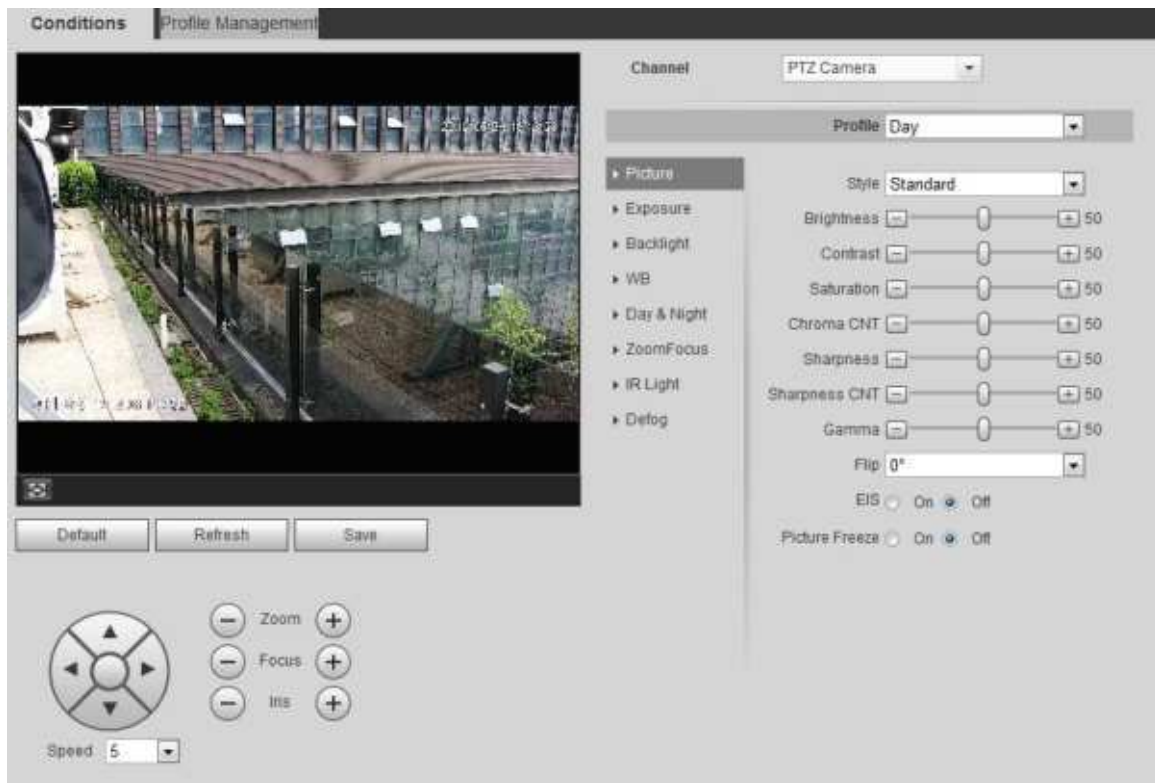 Conditions
Profile Management
Channel PTZ Camera
Profile Day
Picture
Exposure
Backlight
WB
Day & Night
ZoomFocus
IR Light
Defog
Style Standard
Brightness 50
Contrast 50
Saturation 50
Chroma CNT 50
Sharpness 50
Sharpness CNT 50
Gamma 50
Flip 0°
EIS On Off
Picture Freeze On Off
Default Refresh Save
Zoom
Focus
Iris
Speed 5